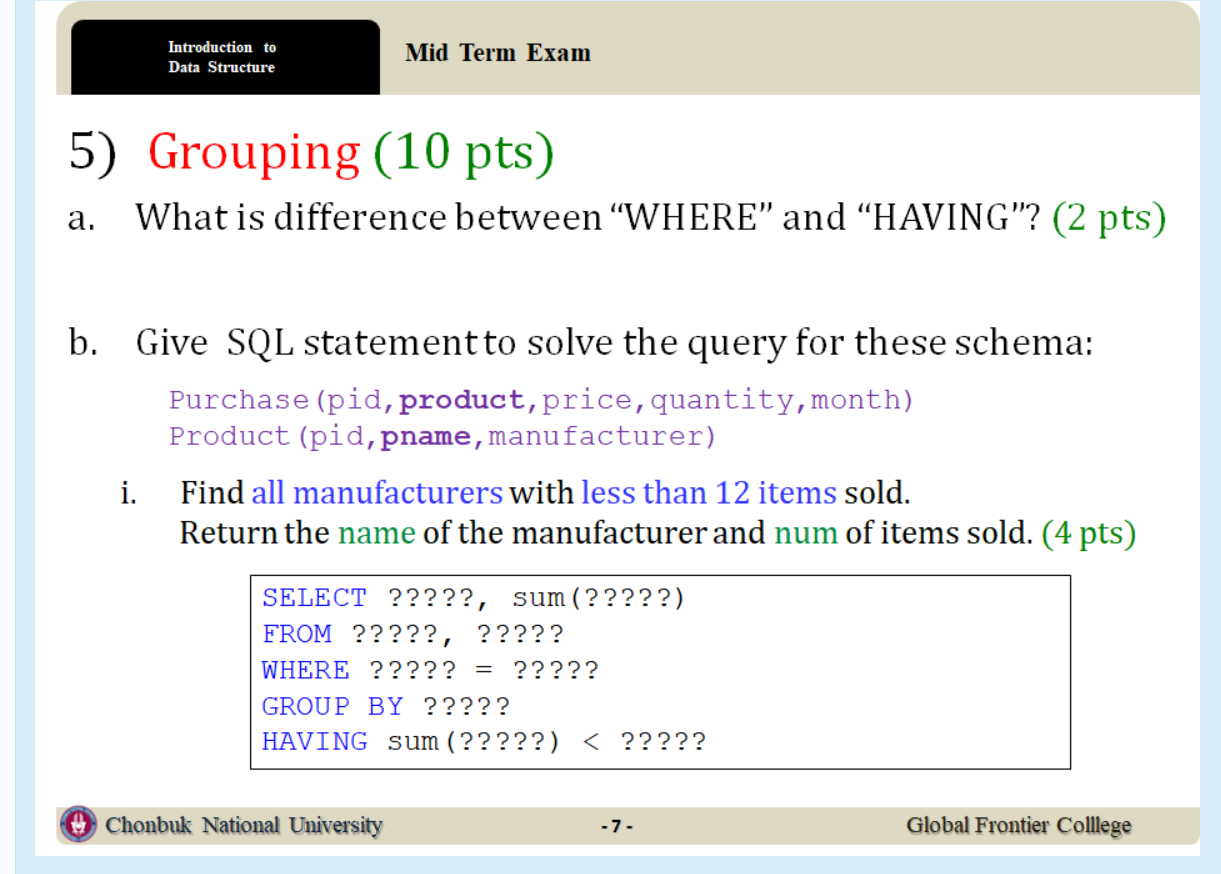 Introduction to
Data Structure
Mid Term Exam
5) Grouping (10 pts)
a. What is difference between “WHERE” and “HAVING”? (2 pts)
b. Give SQL statement to solve the query for these schema:
Purchase(pid,product,price,quantity,month)
Product(pid,pname,manufacturer)
i. Find all manufacturers with less than 12 items sold.
Return the name of the manufacturer and num of items sold. (4 pts)
SELECT ?????, sum(?????)
FROM ?????, ?????
WHERE ????? = ?????
GROUP BY ?????
HAVING sum(?????) < ?????
Chonbuk National University
- 7 -
Global Frontier Colllege